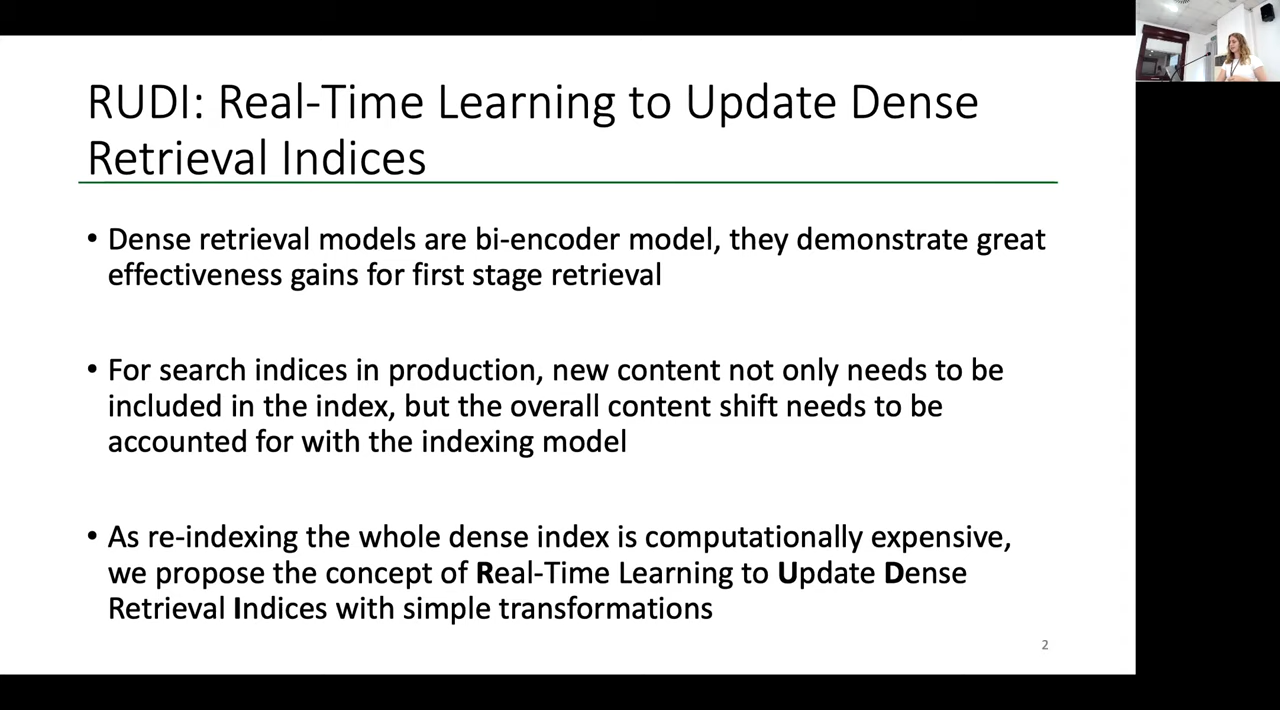 RUDI: Real-Time Learning to Update Dense
Retrieval Indices
• Dense retrieval models are bi-encoder model, they demonstrate great
effectiveness gains for first stage retrieval
• For search indices in production, new content not only needs to be
included in the index, but the overall content shift needs to be
accounted for with the indexing model
• As re-indexing the whole dense index is computationally expensive,
we propose the concept of Real-Time Learning to Update Dense
Retrieval Indices with simple transformations
2